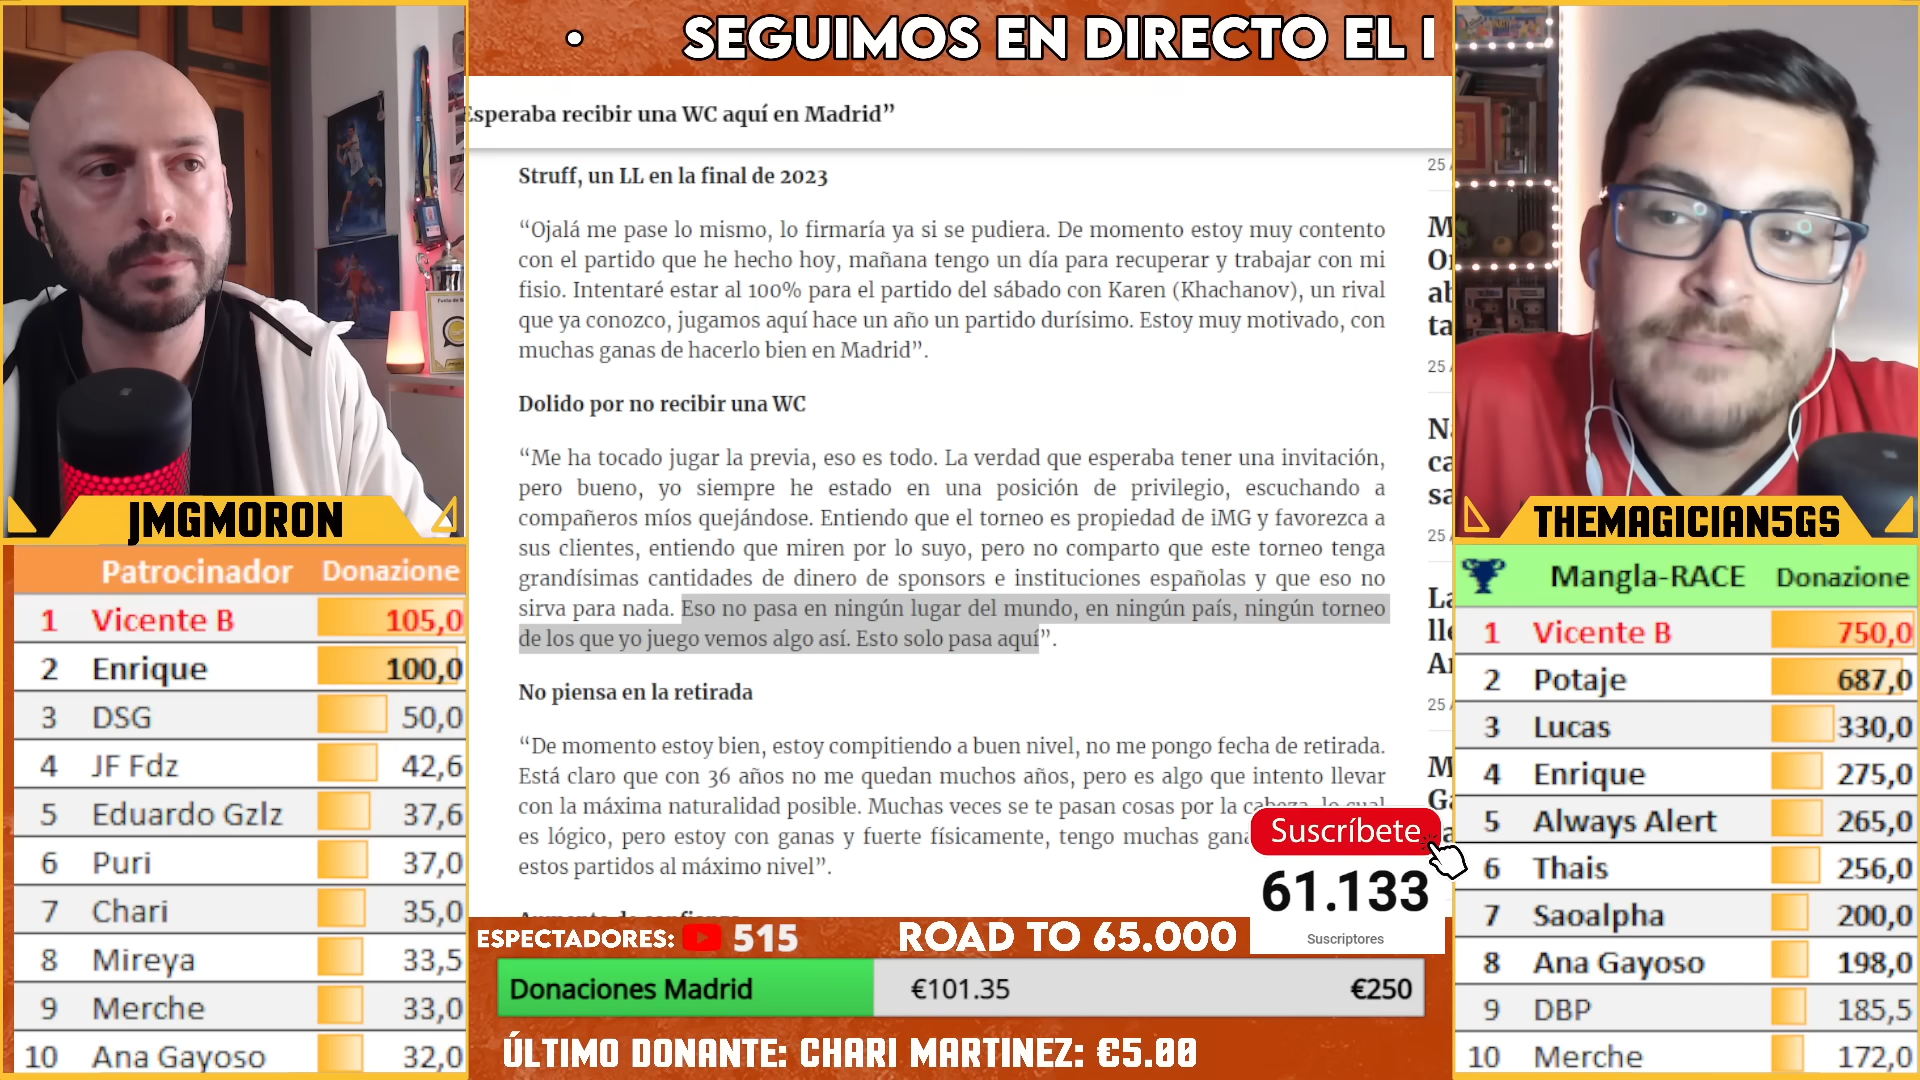 SEGUIMOS EN DIRECTO EL
Esperaba recibir una WC aquí en Madrid”
Struff, un LL en la final de 2023
“Ojalá me pase lo mismo, lo firmaría ya si se pudiera. De momento estoy muy contento
con el partido que he hecho hoy, mañana tengo un día para recuperar y trabajar con mi
fisio. Intentaré estar al 100% para el partido del sábado con Karen (Khachanov), un rival
que ya conozco, jugamos aquí hace un año un partido durísimo. Estoy muy motivado, con
muchas ganas de hacerlo bien en Madrid”.
Dolido por no recibir una WC
“Me ha tocado jugar la previa, eso es todo. La verdad que esperaba tener una invitación,
pero bueno, yo siempre he estado en una posición de privilegio, escuchando a
compañeros míos quejándose. Entiendo que el torneo es propiedad de iMG y favorezca a
sus clientes, entiendo que miren por lo suyo, pero no comparto que este torneo tenga
grandísimas cantidades de dinero de sponsors e instituciones españolas y que eso no
sirva para nada. Eso no pasa en ningún lugar del mundo, en ningún país, ningún torneo
de los que yo juego vemos algo así. Esto solo pasa aquí”.
No piensa en la retirada
“De momento estoy bien, estoy compitiendo a buen nivel, no me pongo fecha de retirada.
Está claro que con 36 años no me quedan muchos años, pero es algo que intento llevar
con la máxima naturalidad posible. Muchas veces se te pasan cosas por la cabeza, lo cual
es lógico, pero estoy con ganas y fuerte físicamente, tengo muchas
estos partidos al máximo nivel”.
25
25
25
25
JMGMORON
Patrocinador Donazione
1 Vicente B 105,0
2 Enrique 100,0
3 DSG 50,0
4 JF Fdz 42,6
5 Eduardo Gzlz 37,6
6 Puri 37,0
7 Chari 35,0
8 Mireya 33,5
9 Merche 33,0
10 Ana Gayoso 32,0
THEMAGICIAN5GS
Mangla-RACE Donazione
1 Vicente B 750,0
2 Potaje 687,0
3 Lucas 330,0
4 Enrique 275,0
5 Always Alert 265,0
6 Thais 256,0
7 Saoalpha 200,0
8 Ana Gayoso 198,0
9 DBP 185,5
10 Merche 172,0
Suscríbete
61.133
Suscriptores
ESPECTADORES: 515 ROAD TO 65.000
Donaciones Madrid €101.35 €250
ÚLTIMO DONANTE: CHARI MARTINEZ: €5.00